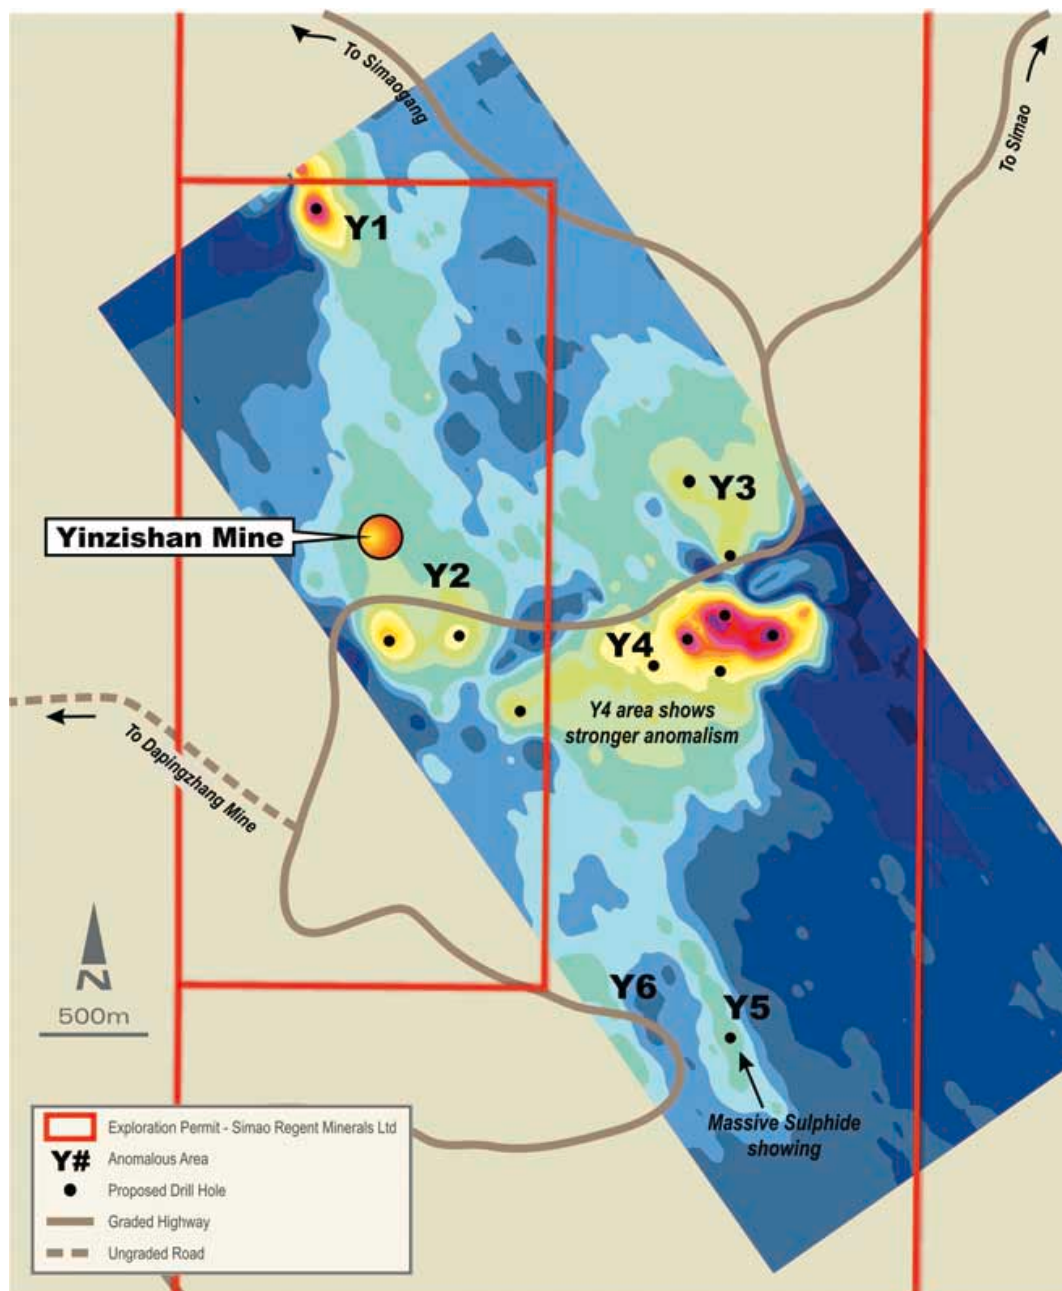 To Simaogang
To Simao
Y1
Y3
Yinzishan Mine
Y2
Y4
Y4 area shows
stronger anomalism
To Dapingzhang Mine
N
500m
Y6
Y5
Massive Sulphide
showing
Exploration Permit - Simao Regent Minerals Ltd
Y# Anomalous Area
Proposed Drill Hole
Graded Highway
Ungraded Road